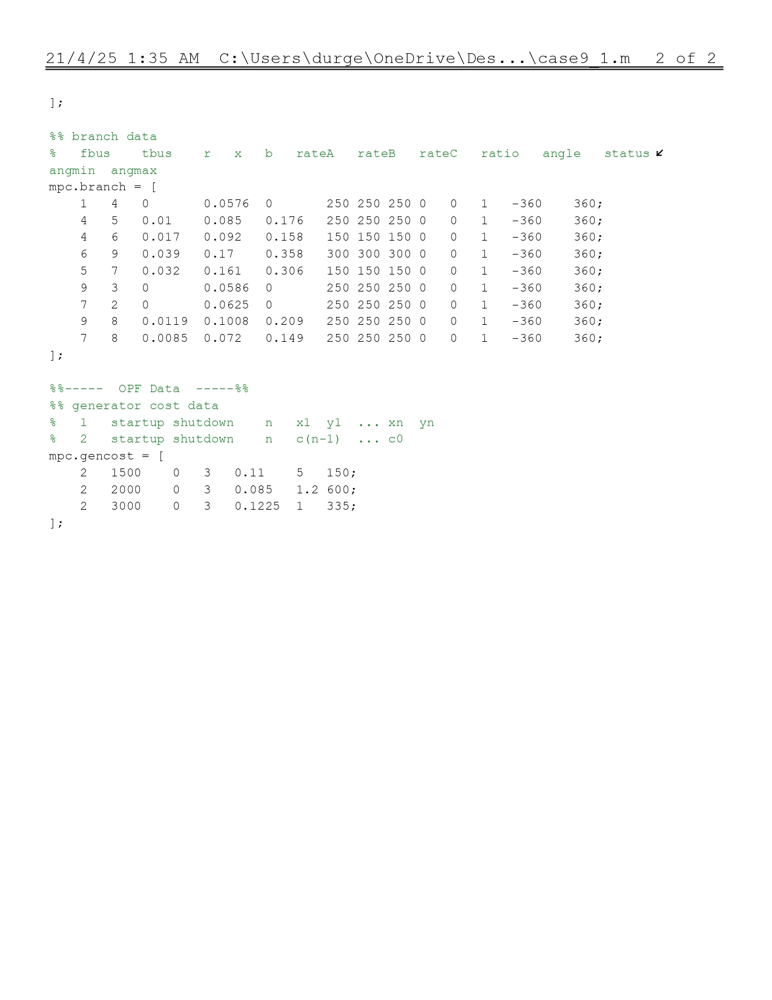 21/4/25 1:35 AM  C:\Users\durge\OneDrive\Des...\case9_1.m  2 of 2
];
%% branch data
%   fbus    tbus    r   x   b   rateA   rateB   rateC   ratio   angle   status ↙
angmin  angmax
mpc.branch = [
    1   4   0       0.0576  0       250 250 250 0   0   1   -360    360;
    4   5   0.01    0.085   0.176   250 250 250 0   0   1   -360    360;
    4   6   0.017   0.092   0.158   150 150 150 0   0   1   -360    360;
    6   9   0.039   0.17    0.358   300 300 300 0   0   1   -360    360;
    5   7   0.032   0.161   0.306   150 150 150 0   0   1   -360    360;
    9   3   0       0.0586  0       250 250 250 0   0   1   -360    360;
    7   2   0       0.0625  0       250 250 250 0   0   1   -360    360;
    9   8   0.0119  0.1008  0.209   250 250 250 0   0   1   -360    360;
    7   8   0.0085  0.072   0.149   250 250 250 0   0   1   -360    360;
];
%%-----  OPF Data  -----%%
%% generator cost data
%   1   startup shutdown    n   x1  y1  ... xn  yn
%   2   startup shutdown    n   c(n-1)  ... c0
mpc.gencost = [
    2   1500    0   3   0.11    5   150;
    2   2000    0   3   0.085   1.2 600;
    2   3000    0   3   0.1225  1   335;
];